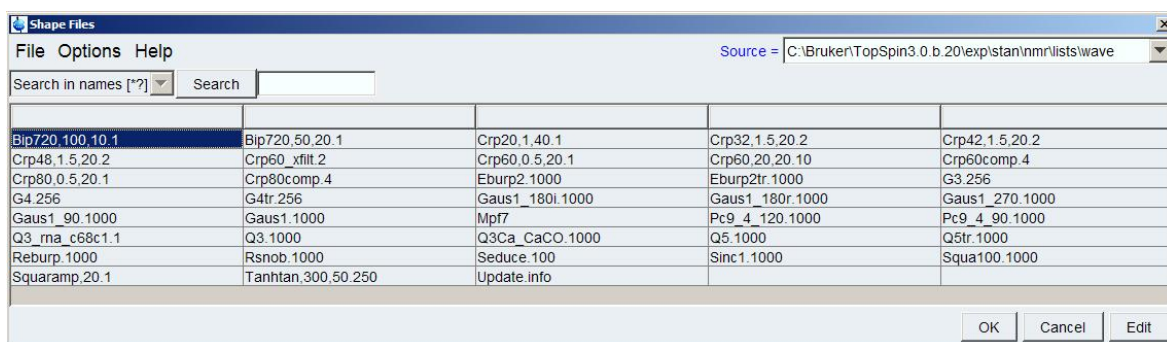 Shape Files
File Options Help
Source = C:\Bruker\TopSpin3.0.b.20\exp\stan\nmr\lists\wave
Search in names [*?] Search
Bip720,100,10.1 Bip720,50,20.1 Crp20,1,40.1 Crp32,1.5,20.2 Crp42,1.5,20.2
Crp48,1.5,20.2 Crp60_xfilt.2 Crp60,0.5,20.1 Crp60,20,20.10 Crp60comp.4
Crp80,0.5,20.1 Crp80comp.4 Eburp2.1000 Eburp2tr.1000 G3.256
G4.256 G4tr.256 Gaus1_180i.1000 Gaus1_180r.1000 Gaus1_270.1000
Gaus1_90.1000 Gaus1.1000 Mpf7 Pc9_4_120.1000 Pc9_4_90.1000
Q3_rna_c68c1.1 Q3.1000 Q3Ca_CaCO.1000 Q5.1000 Q5tr.1000
Reburp.1000 Rsnob.1000 Seduce.100 Sinc1.1000 Squa100.1000
Squaramp,20.1 Tanhtan,300,50.250 Update.info
OK Cancel Edit